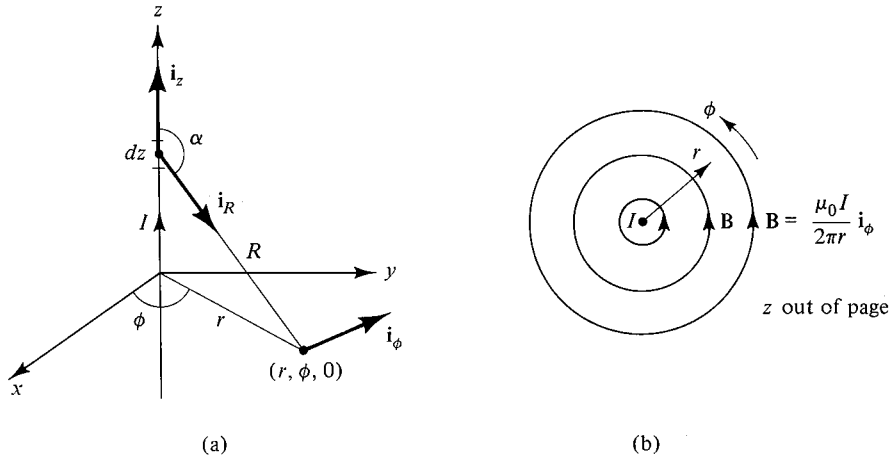 z
i_z
α
dz
i_R
I
R
y
ϕ
r
i_ϕ
(r, ϕ, 0)
x
(a)
ϕ
r
I
B
B = μ₀I / 2πr i_ϕ
z out of page
(b)